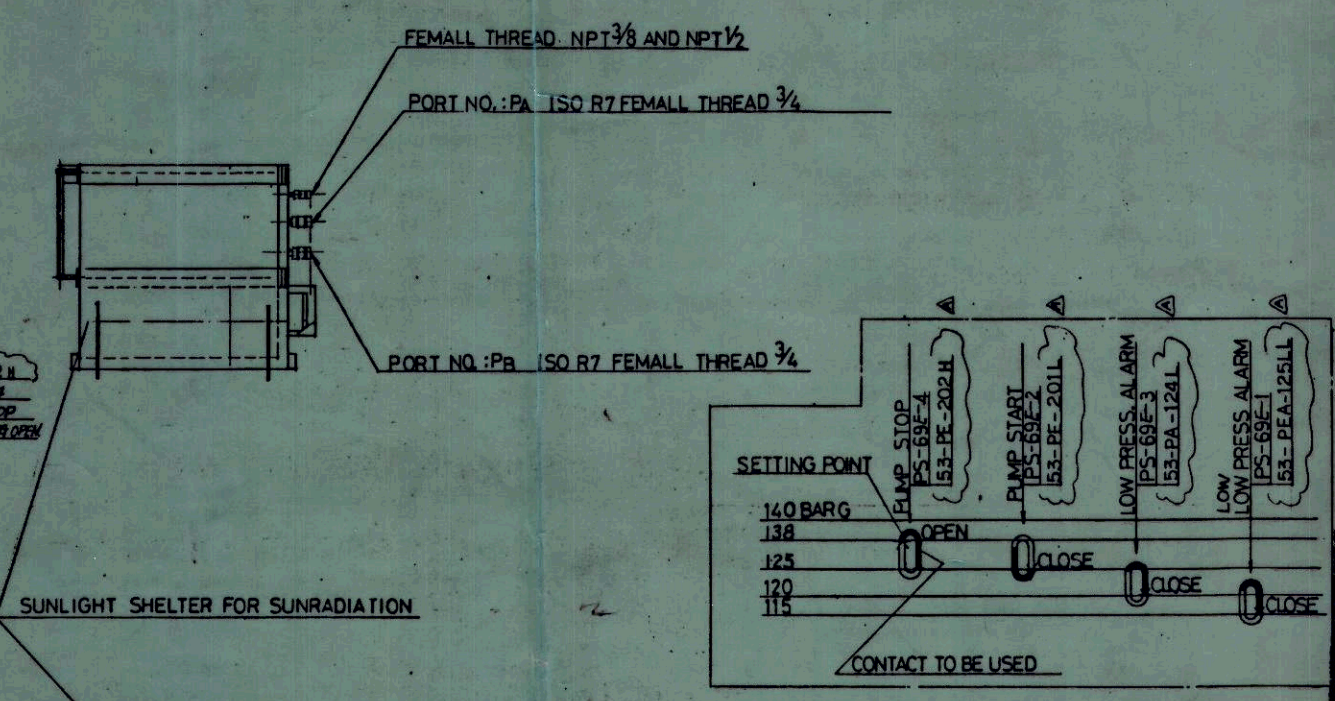 FEMALL THREAD NPT3/8 AND NPT1/2
PORT NO.:PA ISO R7 FEMALL THREAD 3/4
PORT NO.:PB ISO R7 FEMALL THREAD 3/4
SUNLIGHT SHELTER FOR SUNRADIATION
PUMP STOP
PS-69E-4
53-PE-202H
PUMP START
PS-69E-2
53-PE-201L
LOW PRESS. ALARM
PS-69E-3
53-PA-124L
LOW
LOW PRESS ALARM
PS-69E-1
53-PEA-125LL
SETTING POINT
140 BARG
138
OPEN
125
CLOSE
120
CLOSE
115
CLOSE
CONTACT TO BE USED